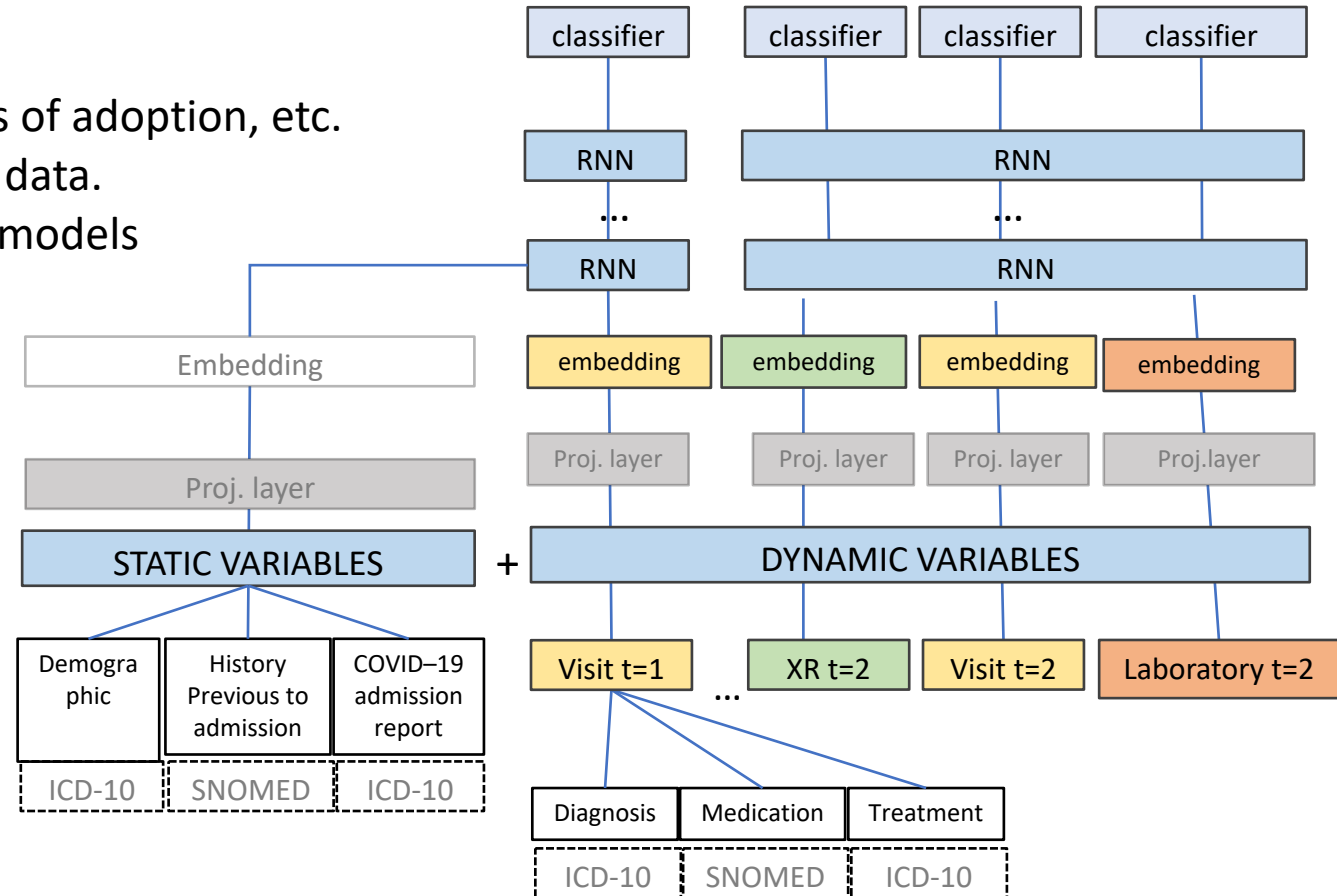 classifier classifier classifier classifier
s of adoption, etc.
data.
models
RNN RNN
... ...
RNN RNN
Embedding
embedding embedding embedding embedding
Proj. layer Proj. layer Proj. layer Proj.layer
Proj. layer
STATIC VARIABLES + DYNAMIC VARIABLES
Demogra
phic
History
Previous to
admission
COVID–19
admission
report
ICD-10 SNOMED ICD-10
Visit t=1 ... XR t=2 Visit t=2 Laboratory t=2
Diagnosis Medication Treatment
ICD-10 SNOMED ICD-10